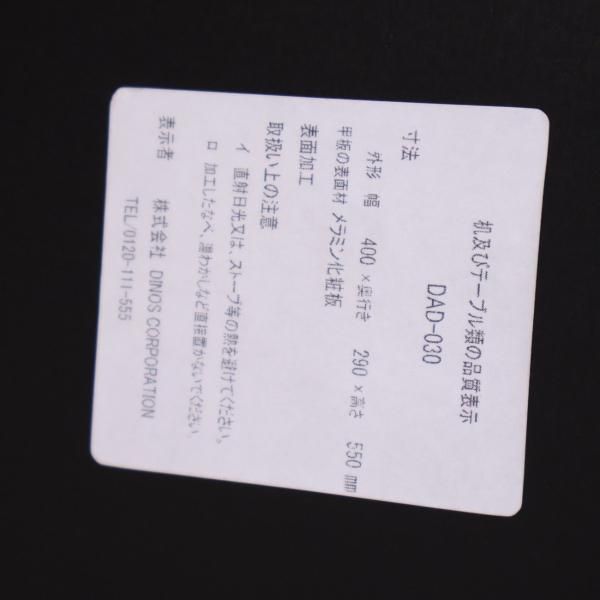 机及びテーブル類の品質表示
DAD-030
寸法
外形 幅 400×奥行き 290×高さ 550mm
甲板の表面材 メラミン化粧板
表面加工
取扱い上の注意
イ 直射日光又は、ストーブ等の熱を避けてください。
ロ 加工したなべ、湯わかしなど直接置かないでください。
表示者 株式会社 DINOS CORPORATION
TEL/0120-111-555